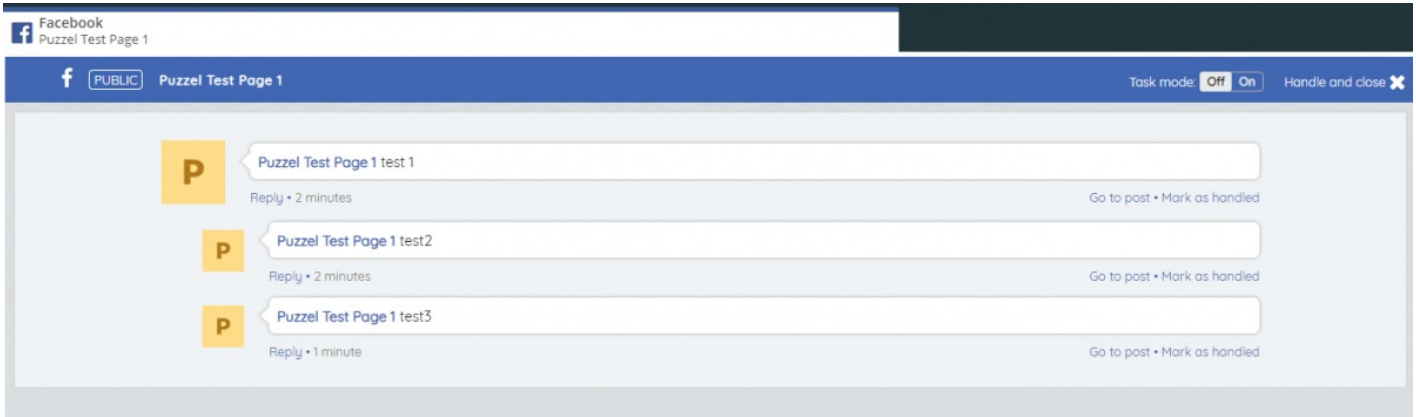 Facebook
Puzzel Test Page 1
f PUBLIC Puzzel Test Page 1 Task mode: Off On Handle and close
P Puzzel Test Page 1 test 1
Reply • 2 minutes Go to post • Mark as handled
P Puzzel Test Page 1 test2
Reply • 2 minutes Go to post • Mark as handled
P Puzzel Test Page 1 test3
Reply • 1 minute Go to post • Mark as handled